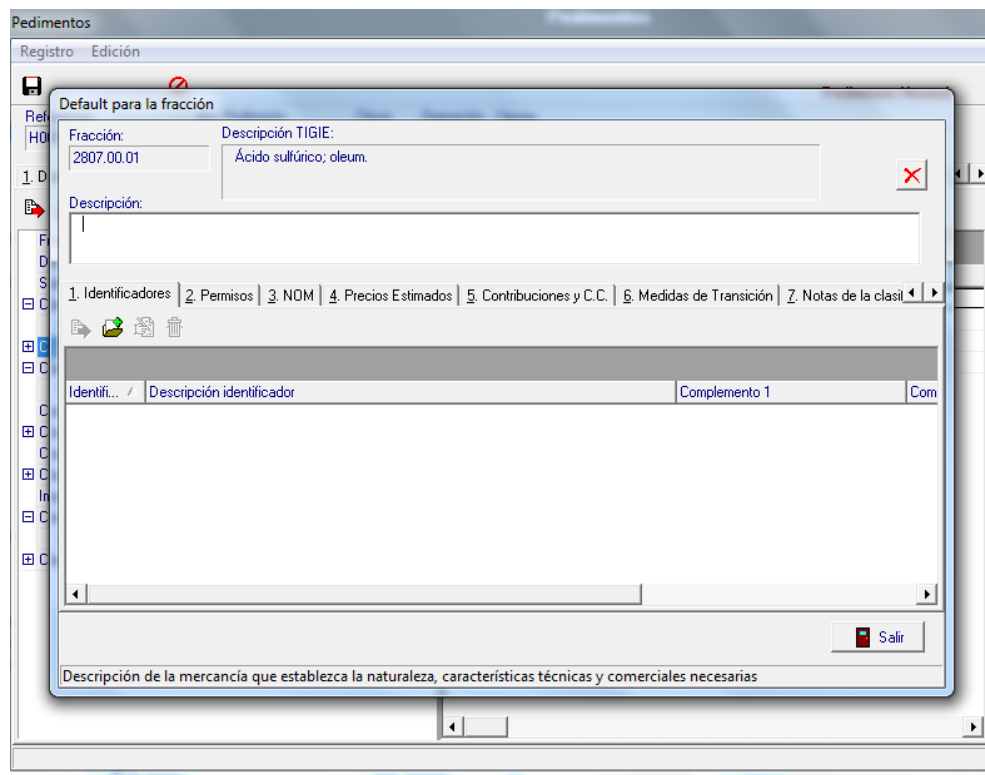 Pedimentos
Registro Edición
Default para la fracción
Fracción:
Descripción TIGIE:
2807.00.01
Ácido sulfúrico; oleum.
1. D
Descripción:
1. Identificadores 2. Permisos 3. NOM 4. Precios Estimados 5. Contribuciones y C.C. 6. Medidas de Transición 7. Notas de la clasi
Identifi... Descripción identificador Complemento 1 Com
Salir
Descripción de la mercancía que establezca la naturaleza, características técnicas y comerciales necesarias